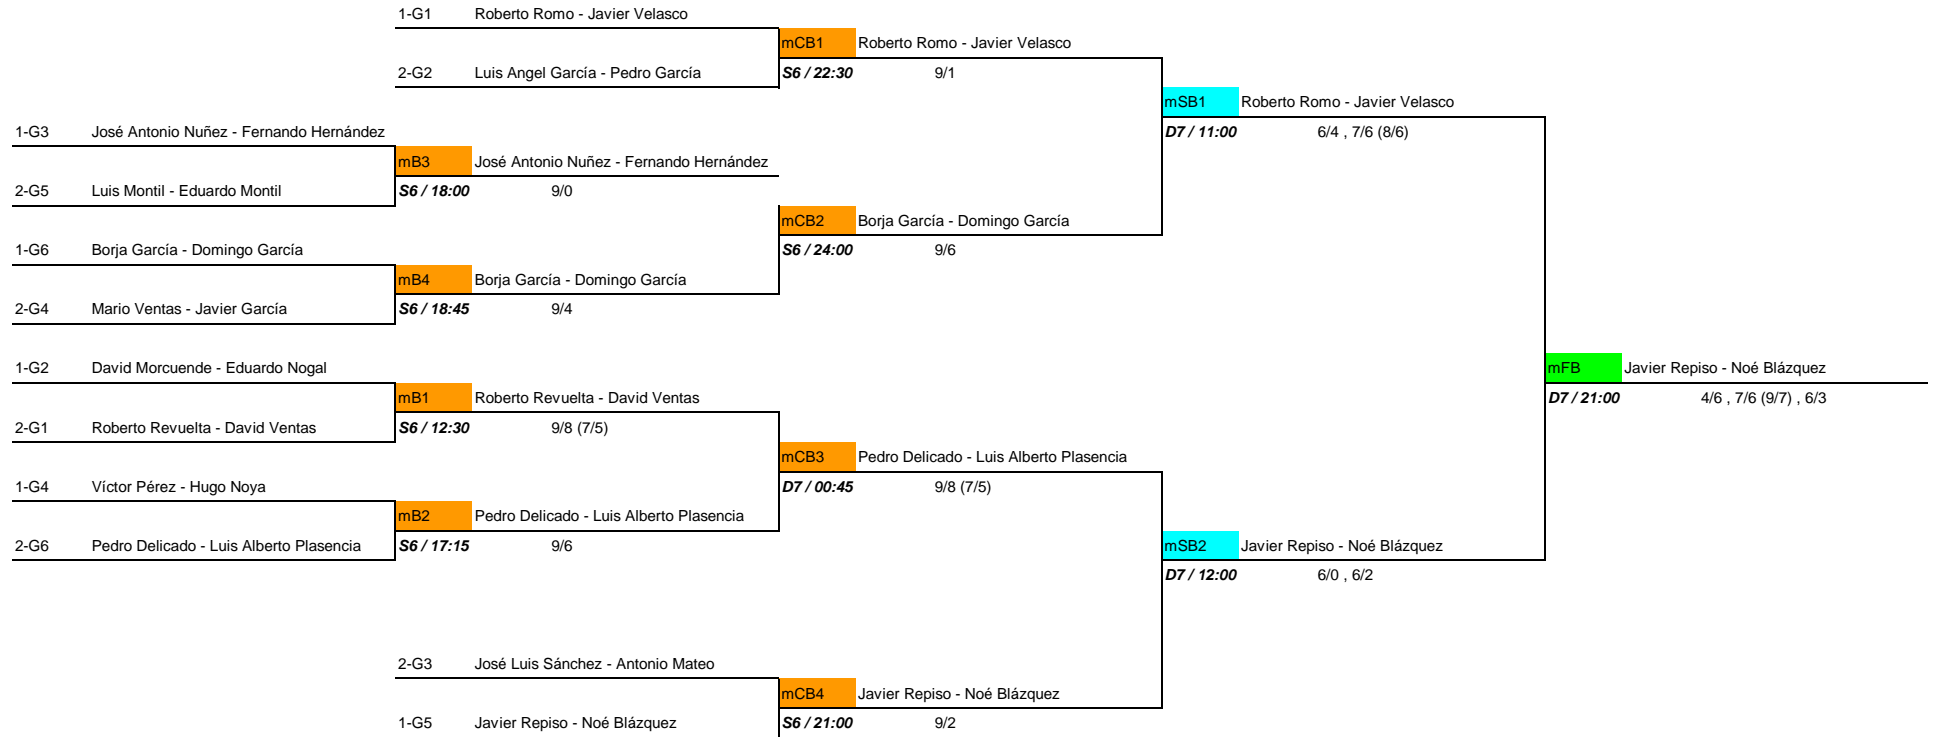 1-G1 Roberto Romo - Javier Velasco
mCB1 Roberto Romo - Javier Velasco
2-G2 Luis Angel García - Pedro García S6 / 22:30 9/1
mSB1 Roberto Romo - Javier Velasco
1-G3 José Antonio Nuñez - Fernando Hernández D7 / 11:00 6/4 , 7/6 (8/6)
mB3 José Antonio Nuñez - Fernando Hernández
2-G5 Luis Montil - Eduardo Montil S6 / 18:00 9/0
mCB2 Borja García - Domingo García
1-G6 Borja García - Domingo García S6 / 24:00 9/6
mB4 Borja García - Domingo García
2-G4 Mario Ventas - Javier García S6 / 18:45 9/4
1-G2 David Morcuende - Eduardo Nogal mFB Javier Repiso - Noé Blázquez
mB1 Roberto Revuelta - David Ventas D7 / 21:00 4/6 , 7/6 (9/7) , 6/3
2-G1 Roberto Revuelta - David Ventas S6 / 12:30 9/8 (7/5)
mCB3 Pedro Delicado - Luis Alberto Plasencia
1-G4 Víctor Pérez - Hugo Noya D7 / 00:45 9/8 (7/5)
mB2 Pedro Delicado - Luis Alberto Plasencia
2-G6 Pedro Delicado - Luis Alberto Plasencia S6 / 17:15 9/6 mSB2 Javier Repiso - Noé Blázquez
D7 / 12:00 6/0 , 6/2
2-G3 José Luis Sánchez - Antonio Mateo
mCB4 Javier Repiso - Noé Blázquez
1-G5 Javier Repiso - Noé Blázquez S6 / 21:00 9/2